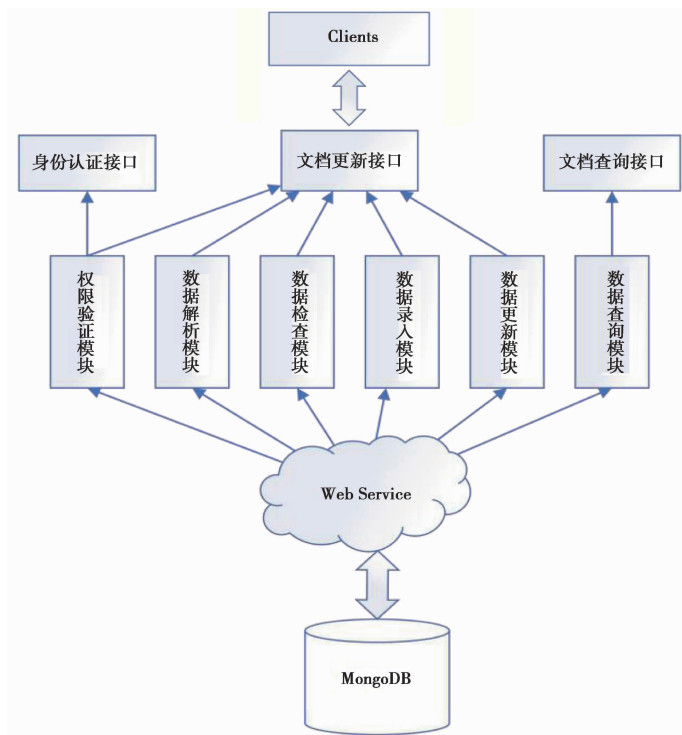 Clients
身份认证接口
文档更新接口
文档查询接口
权限验证模块
数据解析模块
数据检查模块
数据录入模块
数据更新模块
数据查询模块
Web Service
MongoDB